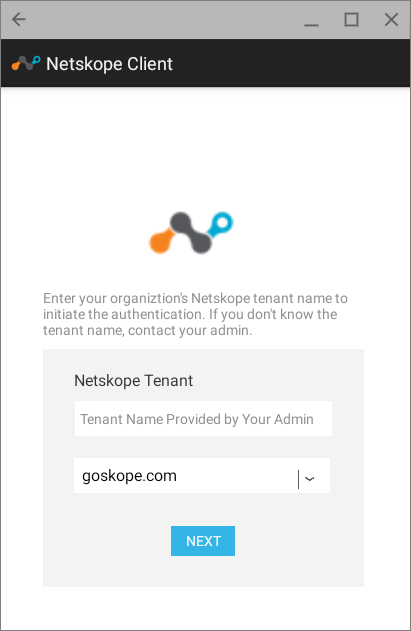 Netskope Client
Enter your organiztion's Netskope tenant name to
initiate the authentication. If you don't know the
tenant name, contact your admin.
Netskope Tenant
Tenant Name Provided by Your Admin
goskope.com
NEXT